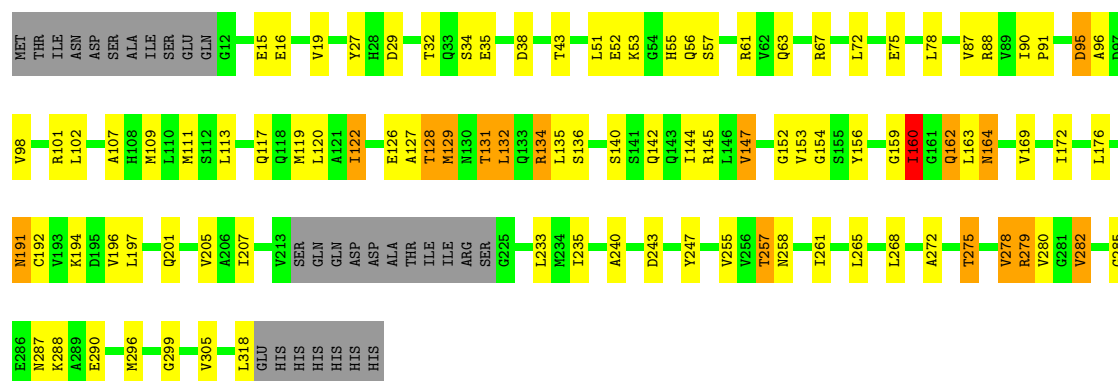 MET THR ILE ASN ASP SER ALA ILE SER GLU GLN G12 E15 E16 V19 Y27 H28 D29 T32 Q33 S34 E35 D38 T43 L51 E52 K53 G54 H55 Q56 S57 R61 V62 Q63 R67 L72 E75 L78 V87 R88 V89 I90 P91 D95 A96 D97
V98 R101 L102 A107 H108 M109 L110 M111 S112 L113 Q117 Q118 M119 L120 A121 I122 E126 A127 T128 M129 N130 T131 L132 Q133 R134 L135 S136 S140 S141 Q142 Q143 I144 R145 L146 V147 G152 V153 G154 S155 Y156 G159 I160 G161 Q162 L163 N164 V169 I172 L176
N191 C192 V193 K194 D195 V196 L197 Q201 V205 A206 I207 V213 SER GLN GLN ASP ASP ALA THR ILE ILE ARG SER G225 L233 M234 I235 A240 D243 Y247 V255 V256 T257 N258 I261 L265 L268 A272 T275 V278 R279 V280 G281 V282
E286 N287 K288 A289 E290 M296 G299 V305 L318 GLU HIS HIS HIS HIS HIS HIS